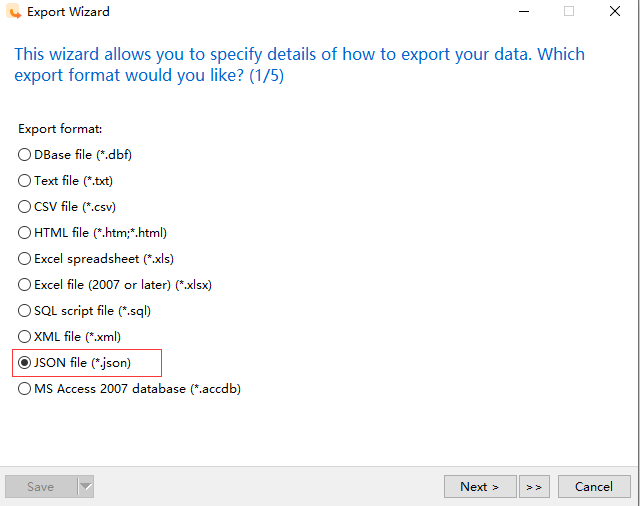 Export Wizard
This wizard allows you to specify details of how to export your data. Which
export format would you like? (1/5)
Export format:
DBase file (*.dbf)
Text file (*.txt)
CSV file (*.csv)
HTML file (*.htm;*.html)
Excel spreadsheet (*.xls)
Excel file (2007 or later) (*.xlsx)
SQL script file (*.sql)
XML file (*.xml)
JSON file (*.json)
MS Access 2007 database (*.accdb)
Save Next > >> Cancel